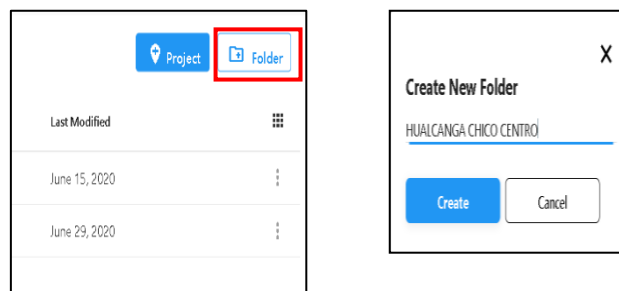 Project Folder
Last Modified
June 15, 2020
June 29, 2020
X
Create New Folder
HUALCANGA CHICO CENTRO
Create Cancel